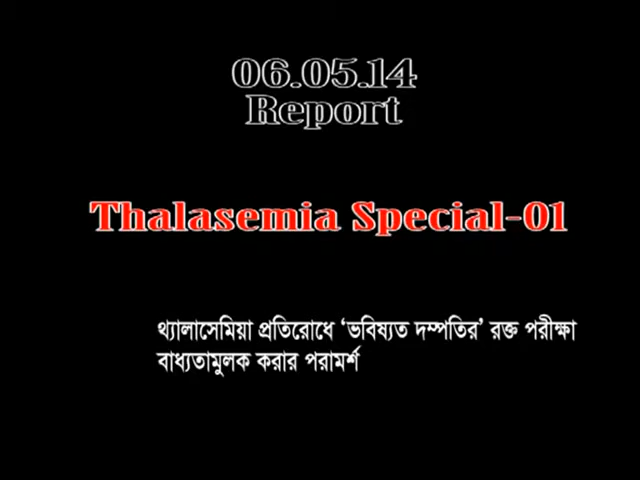 06.05.14
Report
Thalasemia Special-01
থ্যালাসেমিয়া প্রতিরোধে ‘ভবিষ্যত দম্পতির’ রক্ত পরীক্ষা
বাধ্যতামুলক করার পরামর্শ